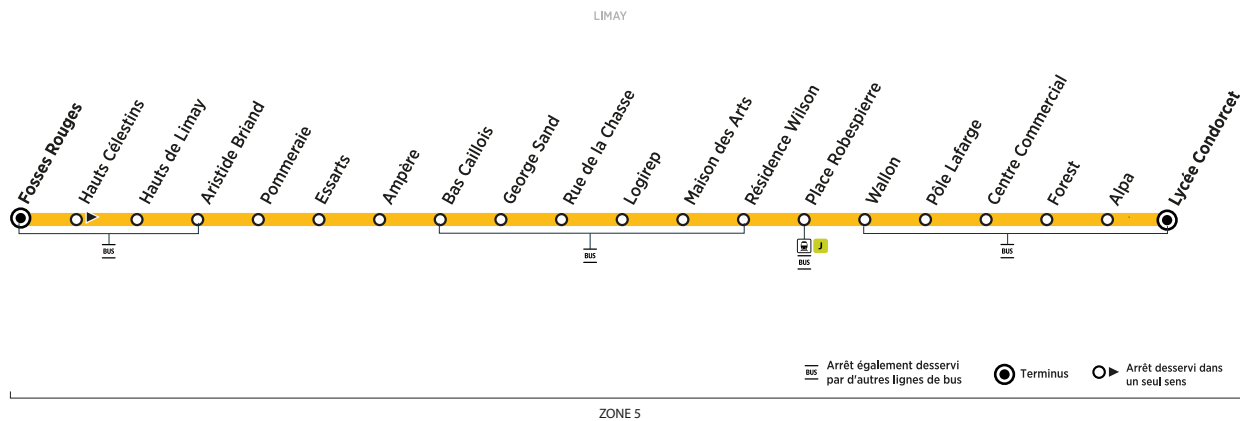 LIMAY
Fosses Rouges
Hauts Célestins
Hauts de Limay
Aristide Briand
Pommeraie
Essarts
Ampère
Bas Caillois
George Sand
Rue de la Chasse
Logirep
Maison des Arts
Résidence Wilson
Place Robespierre
Wallon
Pôle Lafarge
Centre Commercial
Forest
Alpa
Lycée Condorcet
BUS
BUS
J
BUS
BUS
BUS
Arrêt également desservi
par d'autres lignes de bus
Terminus
Arrêt desservi dans
un seul sens
ZONE 5